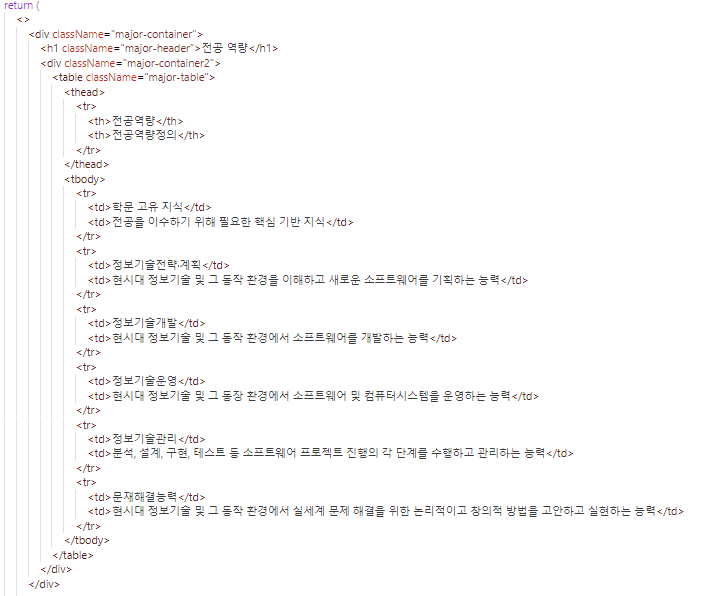 return (
<>
<div className="major-container">
<h1 className="major-header">전공 역량</h1>
<div className="major-container2">
<table className="major-table">
<thead>
<tr>
<th>전공역량</th>
<th>전공역량정의</th>
</tr>
</thead>
<tbody>
<tr>
<td>학문 고유 지식</td>
<td>전공을 이수하기 위해 필요한 핵심 기반 지식</td>
</tr>
<tr>
<td>정보기술전략·계획</td>
<td>현시대 정보기술 및 그 동작 환경을 이해하고 새로운 소프트웨어를 기획하는 능력</td>
</tr>
<tr>
<td>정보기술개발</td>
<td>현시대 정보기술 및 그 동작 환경에서 소프트웨어를 개발하는 능력</td>
</tr>
<tr>
<td>정보기술운영</td>
<td>현시대 정보기술 및 그 동장 환경에서 소프트웨어 및 컴퓨터시스템을 운영하는 능력</td>
</tr>
<tr>
<td>정보기술관리</td>
<td>분석, 설계, 구현, 테스트 등 소프트웨어 프로젝트 진행의 각 단계를 수행하고 관리하는 능력</td>
</tr>
<tr>
<td>문재해결능력</td>
<td>현시대 정보기술 및 그 동작 환경에서 실세계 문제 해결을 위한 논리적이고 창의적 방법을 고안하고 실현하는 능력</td>
</tr>
</tbody>
</table>
</div>
</div>